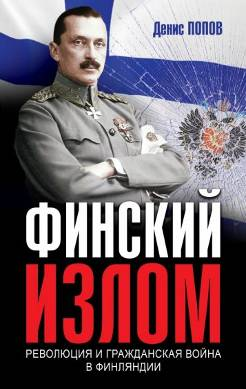 Денис ПОПОВ
ФИНСКИЙ
ИЗЛОМ
РЕВОЛЮЦИЯ И ГРАЖДАНСКАЯ ВОЙНА
В ФИНЛЯНДИИ